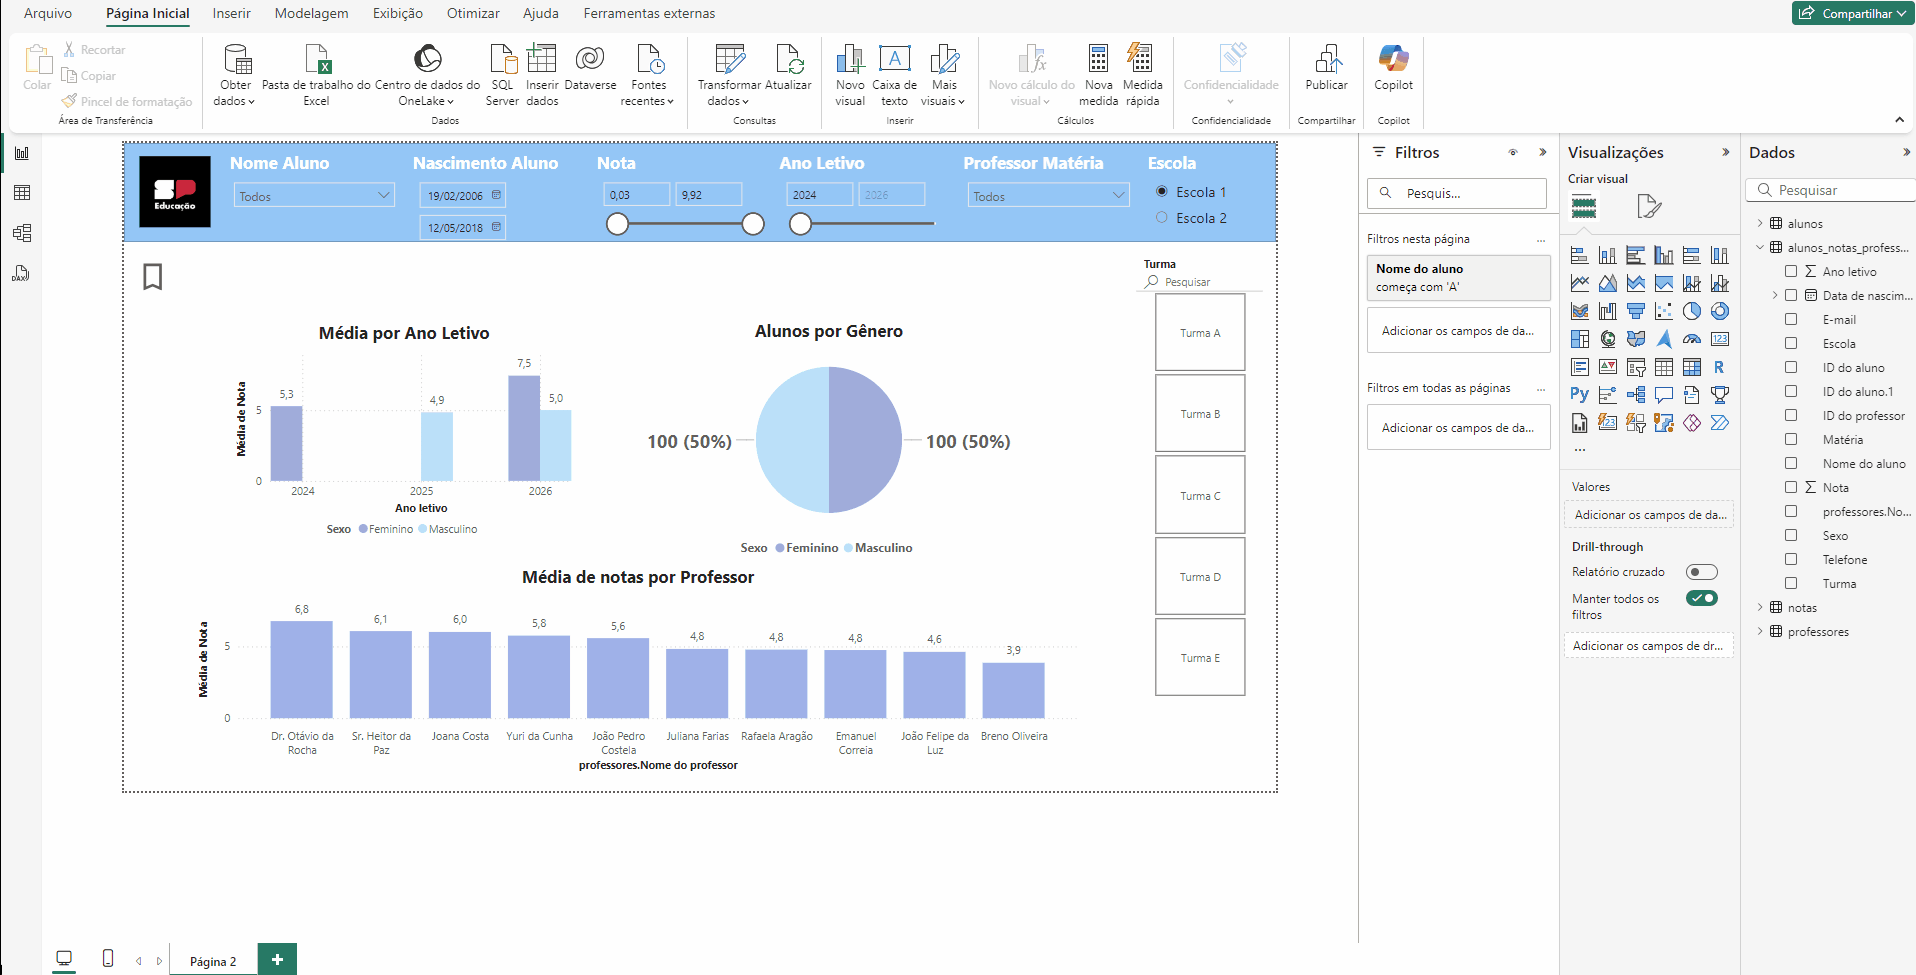 Arquivo Página Inicial Inserir Modelagem Exibição Otimizar Ajuda Ferramentas externas Compartilhar
Colar
Recortar
Copiar
Pincel de formatação
Área de Transferência
Obter dados
Pasta de trabalho do Excel
Centro de dados do OneLake
SQL Server
Inserir dados
Dataverse
Fontes recentes
Dados
Transformar dados
Atualizar
Consultas
Novo visual
Caixa de texto
Mais visuais
Inserir
Novo cálculo do visual
Nova medida
Medida rápida
Cálculos
Confidencialidade
Confidencialidade
Publicar
Compartilhar
Copilot
Copilot
SP
Educação
Nome Aluno
Todos
Nascimento Aluno
19/02/2006
12/05/2018
Nota
0,03 9,92
Ano Letivo
2024 2026
Professor Matéria
Todos
Escola
Escola 1
Escola 2
Turma
Pesquisar
Turma A
Turma B
Turma C
Turma D
Turma E
Média por Ano Letivo
Média de Nota
5
0
5,3
4,9
7,5
5,0
2024 2025 2026
Ano letivo
Sexo Feminino Masculino
Alunos por Gênero
100 (50%) 100 (50%)
Sexo Feminino Masculino
Média de notas por Professor
Média de Nota
5
0
6,8 6,1 6,0 5,8 5,6 4,8 4,8 4,8 4,6 3,9
Dr. Otávio da Rocha
Sr. Heitor da Paz
Joana Costa
Yuri da Cunha
João Pedro Costela
Juliana Farias
Rafaela Aragão
Emanuel Correia
João Felipe da Luz
Breno Oliveira
professores.Nome do professor
Filtros
Pesquis...
Filtros nesta página ...
Nome do aluno
começa com 'A'
Adicionar os campos de da...
Filtros em todas as páginas ...
Adicionar os campos de da...
Visualizações
Criar visual
123
R
Py
123
...
Valores
Adicionar os campos de da...
Drill-through
Relatório cruzado
Manter todos os filtros
Adicionar os campos de dr...
Dados
Pesquisar
alunos
alunos_notas_profess...
Ano letivo
Data de nascim...
E-mail
Escola
ID do aluno
ID do aluno.1
ID do professor
Matéria
Nome do aluno
Nota
professores.No...
Sexo
Telefone
Turma
notas
professores
DAX
Página 2
+